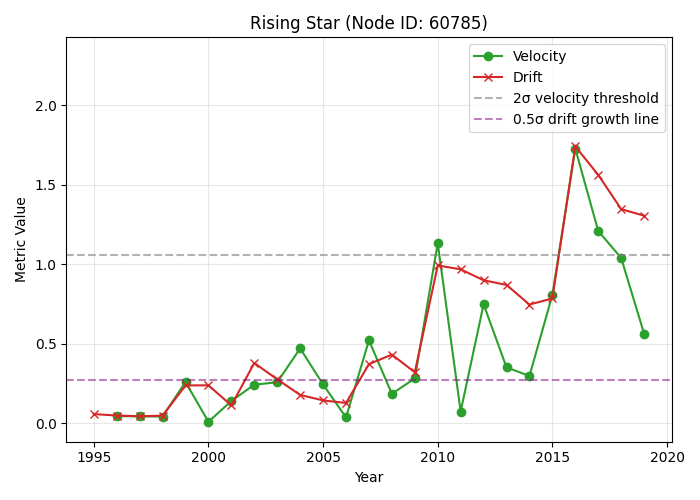 Rising Star (Node ID: 60785)
Velocity
Drift
2σ velocity threshold
0.5σ drift growth line
Metric Value
2.0
1.5
1.0
0.5
0.0
1995 2000 2005 2010 2015 2020
Year